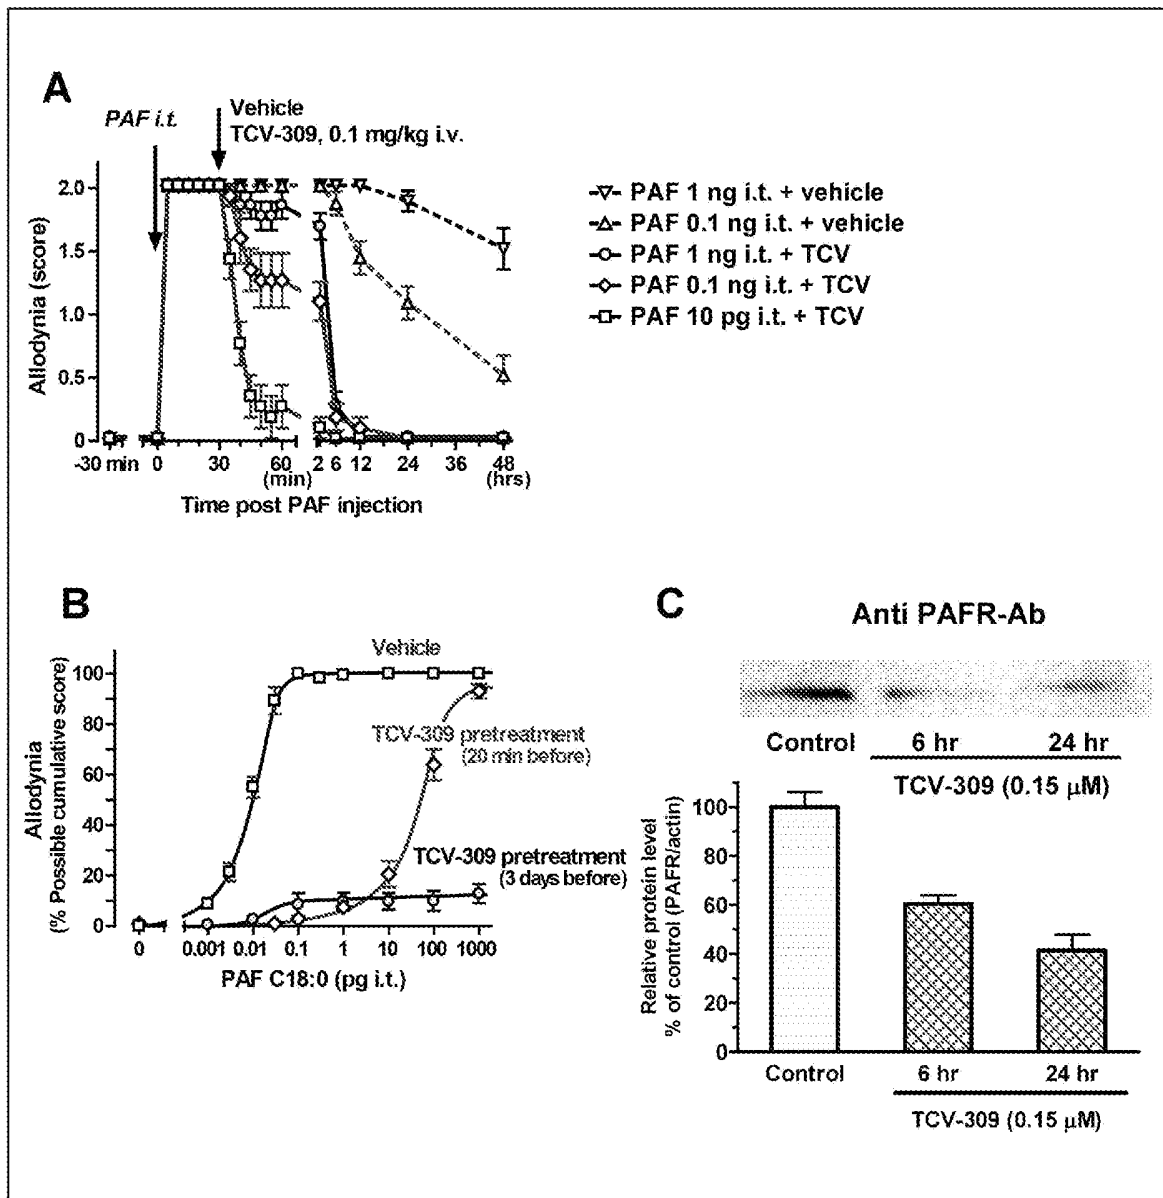 A
PAF i.t.
Vehicle
TCV-309, 0.1 mg/kg i.v.
Allodynia (score)
2.0
1.5
1.0
0.5
0
-30 min 0 30 60 2 6 12 24 36 48
(min) (hrs)
Time post PAF injection
PAF 1 ng i.t. + vehicle
PAF 0.1 ng i.t. + vehicle
PAF 1 ng i.t. + TCV
PAF 0.1 ng i.t. + TCV
PAF 10 pg i.t. + TCV
B
Allodynia
(% Possible cumulative score)
100
80
60
40
20
0
Vehicle
TCV-309 pretreatment
(20 min before)
TCV-309 pretreatment
(3 days before)
0 0.001 0.01 0.1 1 10 100 1000
PAF C18:0 (pg i.t.)
C
Anti PAFR-Ab
Control 6 hr 24 hr
TCV-309 (0.15 µM)
Relative protein level
% of control (PAFR/actin)
100
80
60
40
20
0
Control 6 hr 24 hr
TCV-309 (0.15 µM)